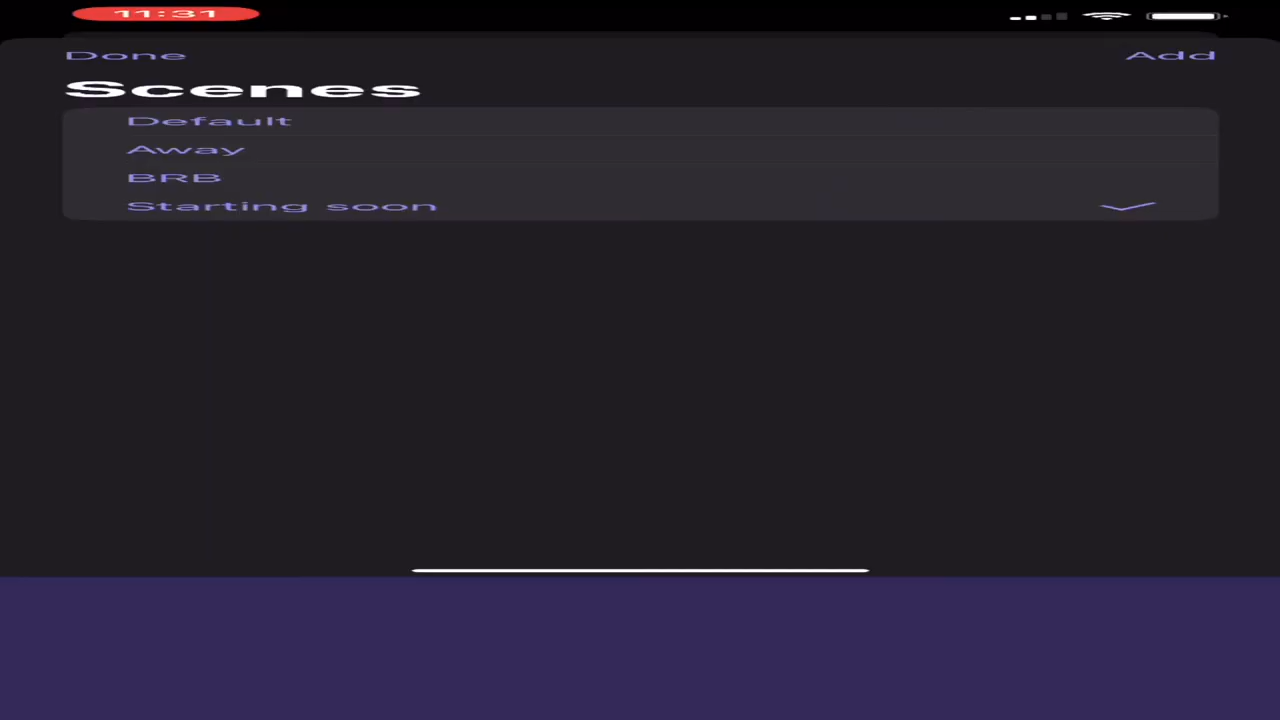 11:31
Done
Add
Scenes
Default
Away
BRB
Starting soon